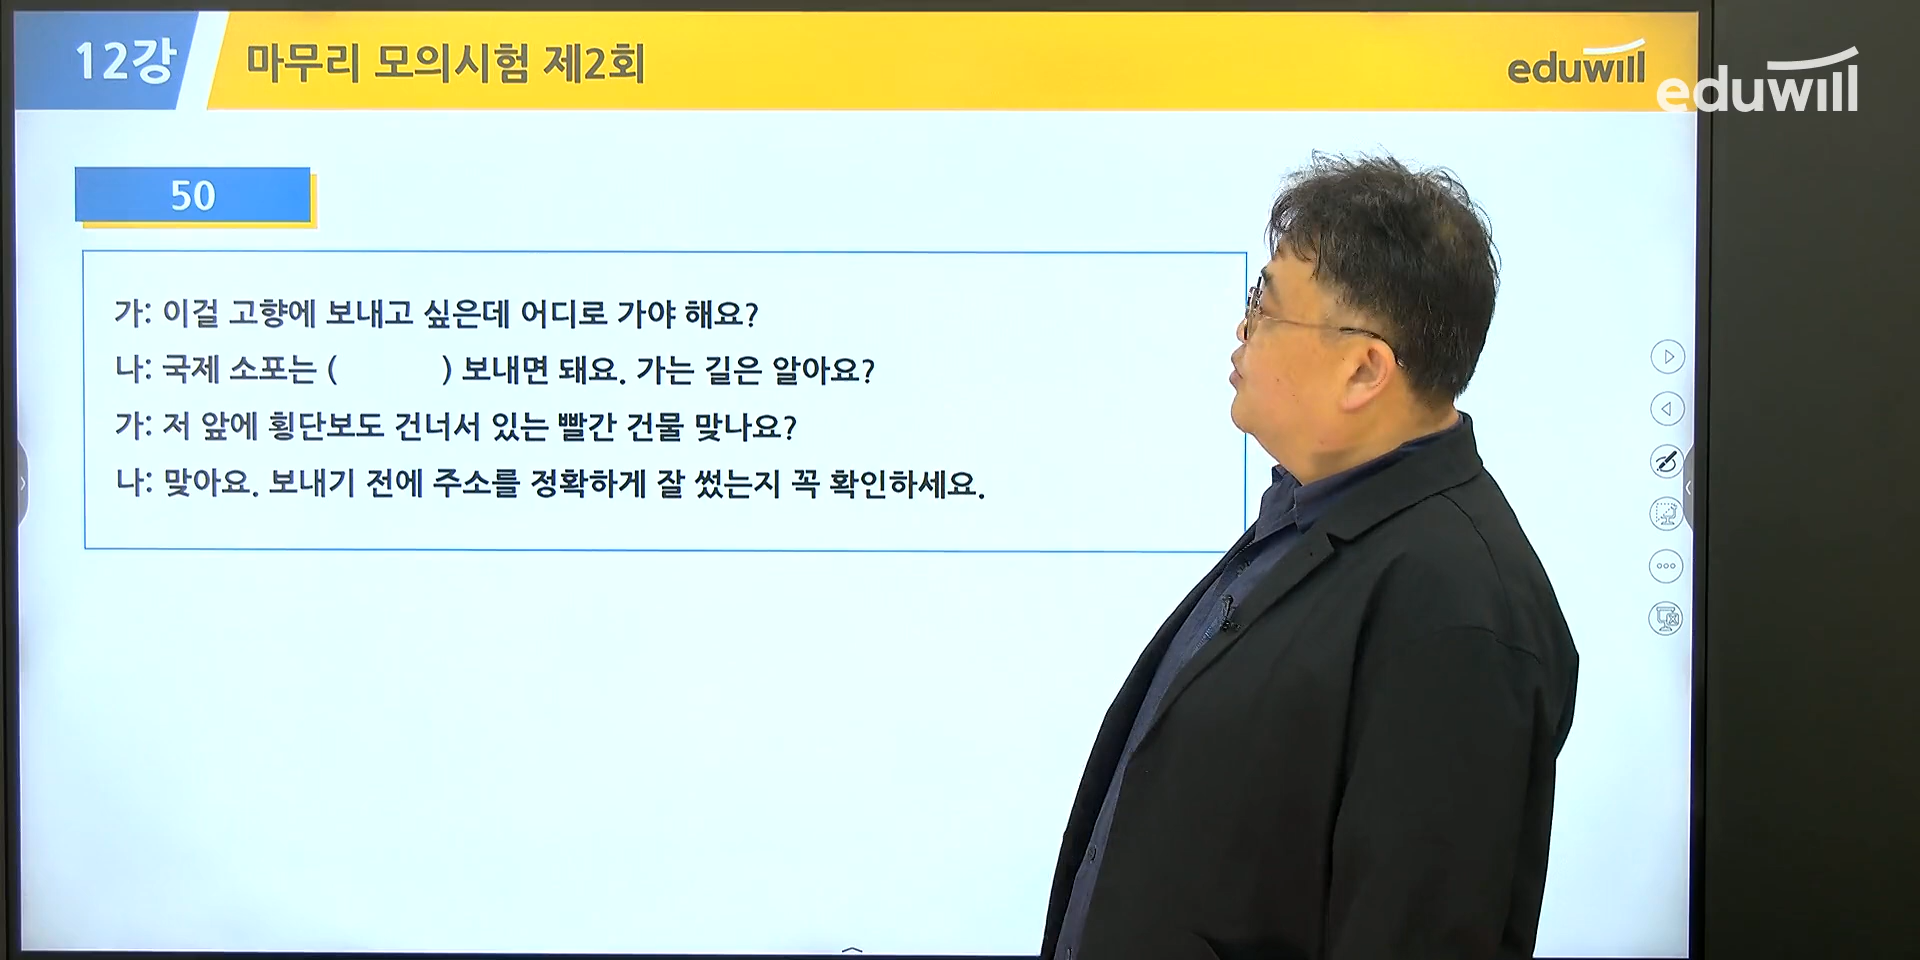 12강
마무리 모의시험 제2회
eduwill
eduwill
50
가: 이걸 고향에 보내고 싶은데 어디로 가야 해요?
나: 국제 소포는 ( ) 보내면 돼요. 가는 길은 알아요?
가: 저 앞에 횡단보도 건너서 있는 빨간 건물 맞나요?
나: 맞아요. 보내기 전에 주소를 정확하게 잘 썼는지 꼭 확인하세요.